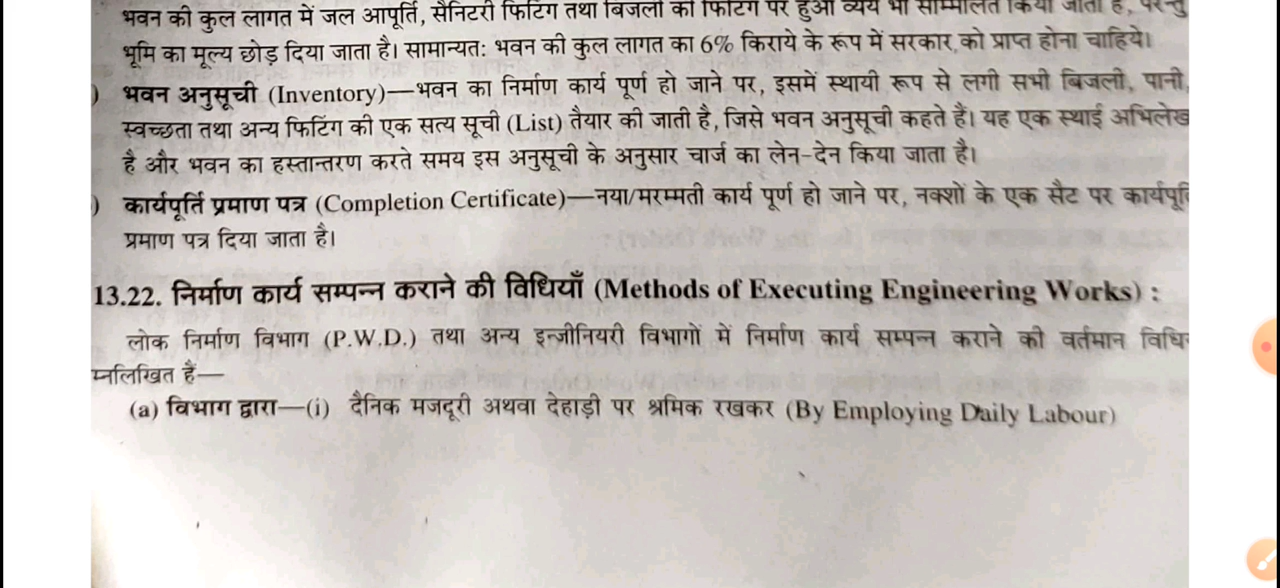 भवन की कुल लागत में जल आपूर्ति, सैनिटरी फिटिंग तथा बिजली की फिटिंग पर हुआ व्यय भी सम्मिलित किया जाता है, परन्तु
भूमि का मूल्य छोड़ दिया जाता है। सामान्यतः भवन की कुल लागत का 6% किराये के रूप में सरकार को प्राप्त होना चाहिये।
) भवन अनुसूची (Inventory)—भवन का निर्माण कार्य पूर्ण हो जाने पर, इसमें स्थायी रूप से लगी सभी बिजली, पानी,
स्वच्छता तथा अन्य फिटिंग की एक सत्य सूची (List) तैयार की जाती है, जिसे भवन अनुसूची कहते हैं। यह एक स्थाई अभिलेख
है और भवन का हस्तान्तरण करते समय इस अनुसूची के अनुसार चार्ज का लेन-देन किया जाता है।
) कार्यपूर्ति प्रमाण पत्र (Completion Certificate)—नया/मरम्मती कार्य पूर्ण हो जाने पर, नक्शों के एक सैट पर कार्यपूर्ति
प्रमाण पत्र दिया जाता है।
13.22. निर्माण कार्य सम्पन्न कराने की विधियाँ (Methods of Executing Engineering Works) :
लोक निर्माण विभाग (P.W.D.) तथा अन्य इन्जीनियरी विभागों में निर्माण कार्य सम्पन्न कराने की वर्तमान विधि
म्नलिखित हैं—
(a) विभाग द्वारा—(i) दैनिक मजदूरी अथवा देहाड़ी पर श्रमिक रखकर (By Employing Daily Labour)